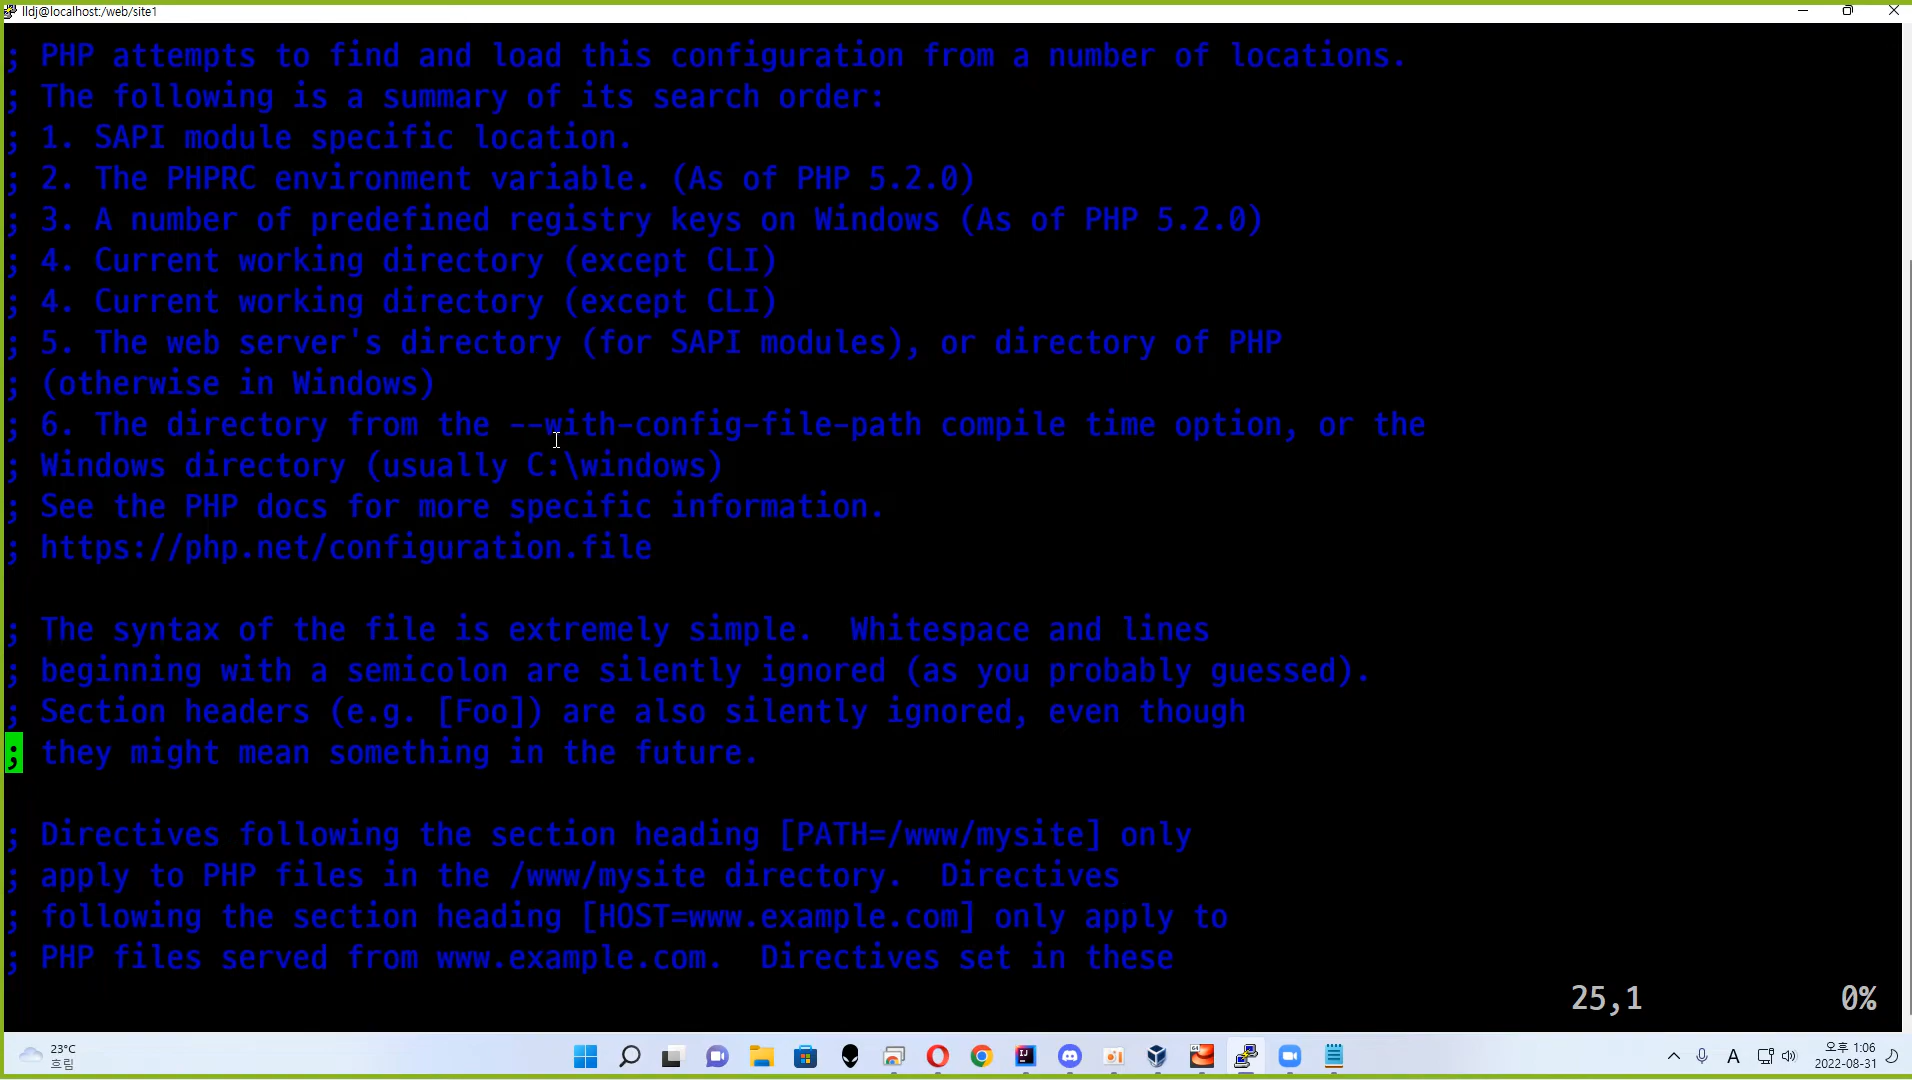 lldj@localhost:/web/site1
; PHP attempts to find and load this configuration from a number of locations.
; The following is a summary of its search order:
; 1. SAPI module specific location.
; 2. The PHPRC environment variable. (As of PHP 5.2.0)
; 3. A number of predefined registry keys on Windows (As of PHP 5.2.0)
; 4. Current working directory (except CLI)
; 4. Current working directory (except CLI)
; 5. The web server's directory (for SAPI modules), or directory of PHP
; (otherwise in Windows)
; 6. The directory from the --with-config-file-path compile time option, or the
; Windows directory (usually C:\windows)
; See the PHP docs for more specific information.
; https://php.net/configuration.file
; The syntax of the file is extremely simple.  Whitespace and lines
; beginning with a semicolon are silently ignored (as you probably guessed).
; Section headers (e.g. [Foo]) are also silently ignored, even though
; they might mean something in the future.
; Directives following the section heading [PATH=/www/mysite] only
; apply to PHP files in the /www/mysite directory.  Directives
; following the section heading [HOST=www.example.com] only apply to
; PHP files served from www.example.com.  Directives set in these
25,1 0%
23°C
흐림
A
오후 1:06
2022-08-31